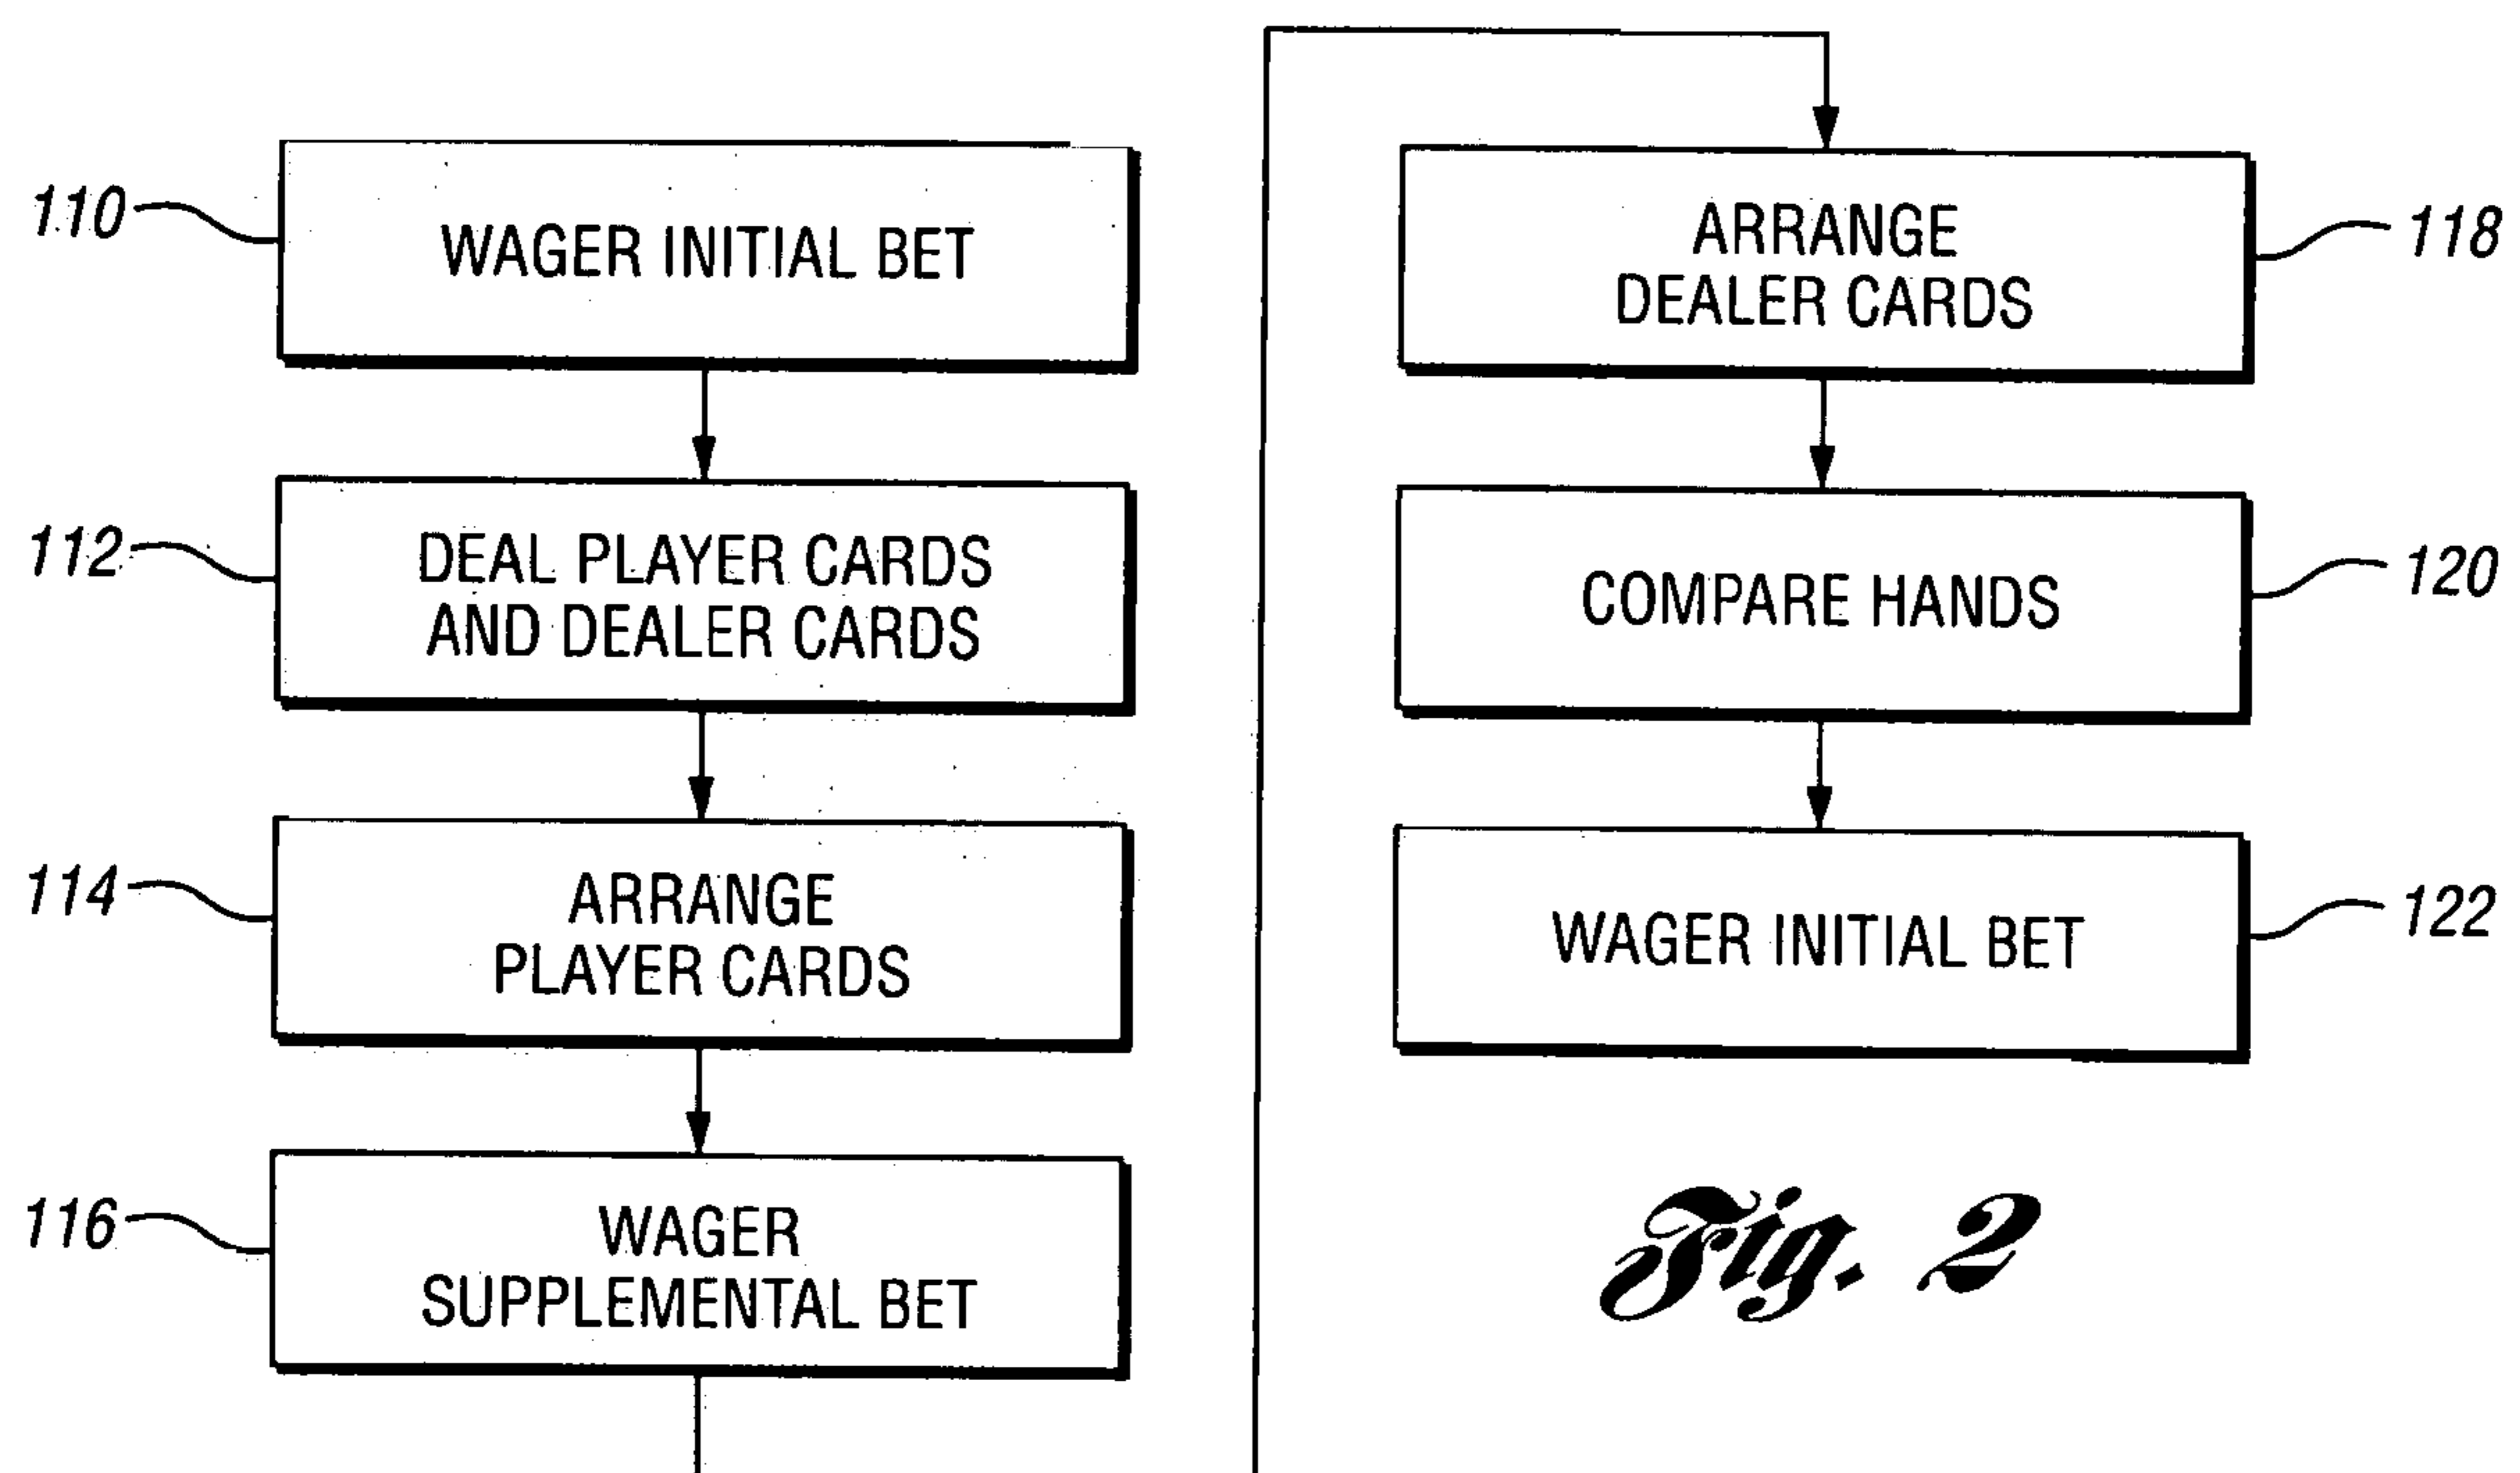 110
WAGER INITIAL BET
112
DEAL PLAYER CARDS
AND DEALER CARDS
114
ARRANGE
PLAYER CARDS
116
WAGER
SUPPLEMENTAL BET
ARRANGE
DEALER CARDS
118
COMPARE HANDS
120
WAGER INITIAL BET
122
Fig. 2